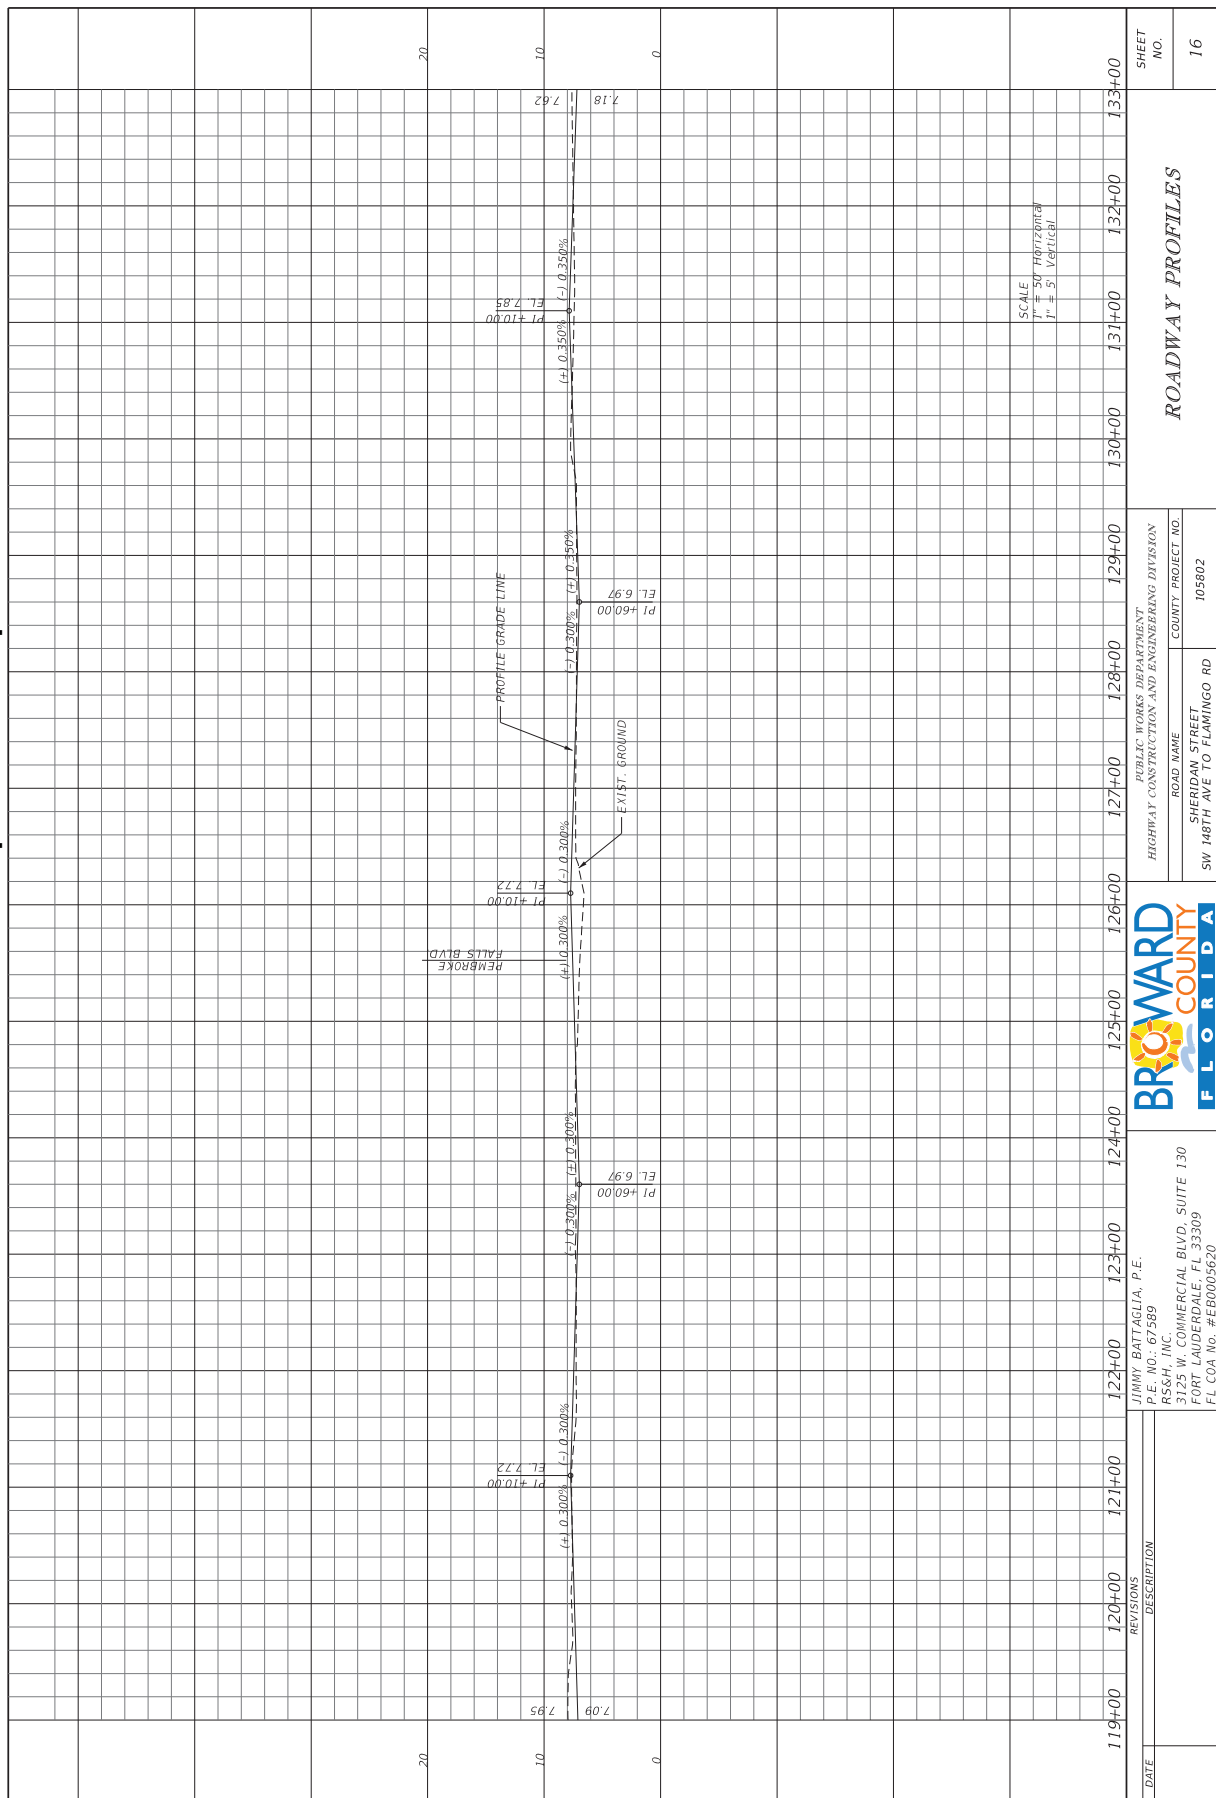 20
10
0
20
10
0
7.95
7.09
7.62
7.18
(+) 0.300%
PI +10.00
EL. 7.72
(-) 0.300%
(-) 0.300%
PI +60.00
EL. 6.97
(+) 0.300%
PEMBROKE
FALLS BLVD
(+) 0.300%
PI +10.00
EL. 7.72
(-) 0.300%
EXIST. GROUND
PROFILE GRADE LINE
(-) 0.300%
PI +60.00
EL. 6.97
(+) 0.350%
(+) 0.350%
PI +10.00
EL. 7.85
(-) 0.350%
SCALE
1" = 50' Horizontal
1" = 5' Vertical
119+00
120+00
121+00
122+00
123+00
124+00
125+00
126+00
127+00
128+00
129+00
130+00
131+00
132+00
133+00
REVISIONS
DATE
DESCRIPTION
JIMMY BATTAGLIA, P.E.
P.E. NO.: 67589
RS&H, INC.
3125 W. COMMERCIAL BLVD, SUITE 130
FORT LAUDERDALE, FL 33309
FL COA No. #EB0005620
BROWARD
COUNTY
FLORIDA
PUBLIC WORKS DEPARTMENT
HIGHWAY CONSTRUCTION AND ENGINEERING DIVISION
ROAD NAME
COUNTY PROJECT NO.
SHERIDAN STREET
SW 148TH AVE TO FLAMINGO RD
105802
ROADWAY PROFILES
SHEET
NO.
16